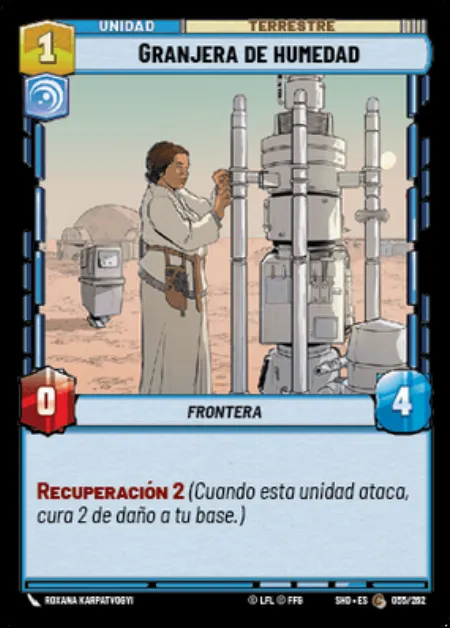 UNIDAD
TERRESTRE
1
GRANJERA DE HUMEDAD
0
FRONTERA
4
RECUPERACIÓN 2 (Cuando esta unidad ataca,
cura 2 de daño a tu base.)
ROXANA KARPATVOGYI
© LFL © FFG
SHD • ES
C
055/262